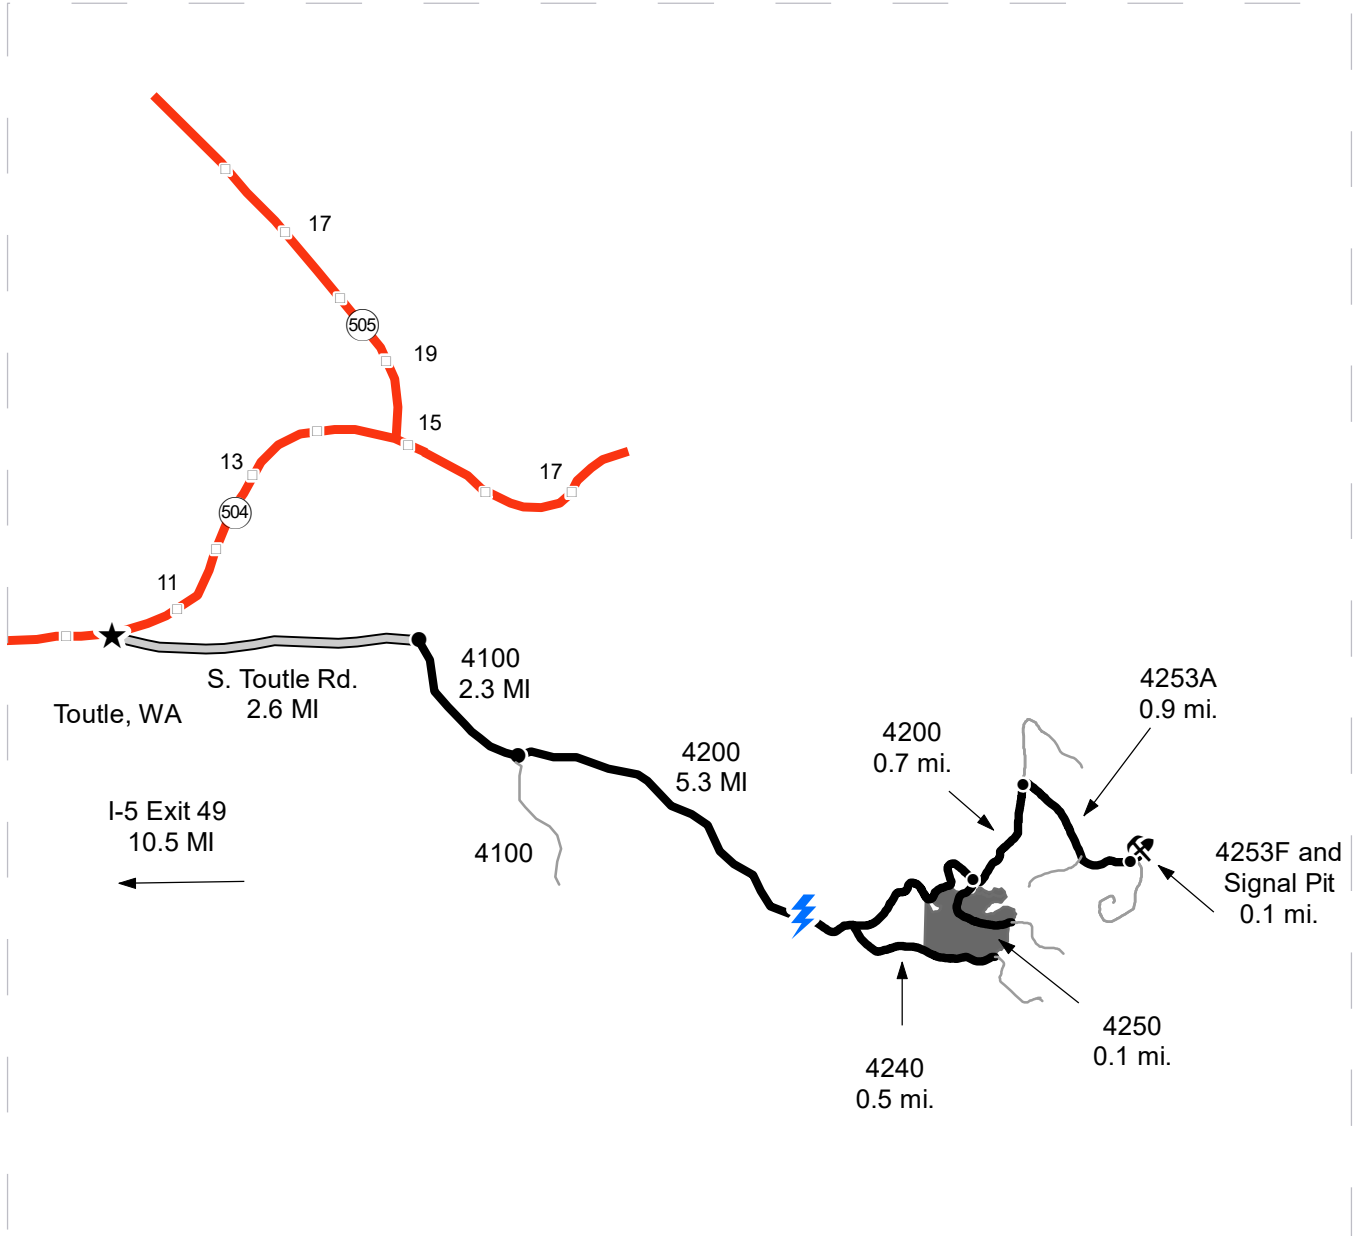 17
505
19
15
13
17
504
11
S. Toutle Rd.
2.6 MI
4100
2.3 MI
Toutle, WA
4200
5.3 MI
4200
0.7 mi.
4253A
0.9 mi.
I-5 Exit 49
10.5 MI
4100
4253F and
Signal Pit
0.1 mi.
4250
0.1 mi.
4240
0.5 mi.